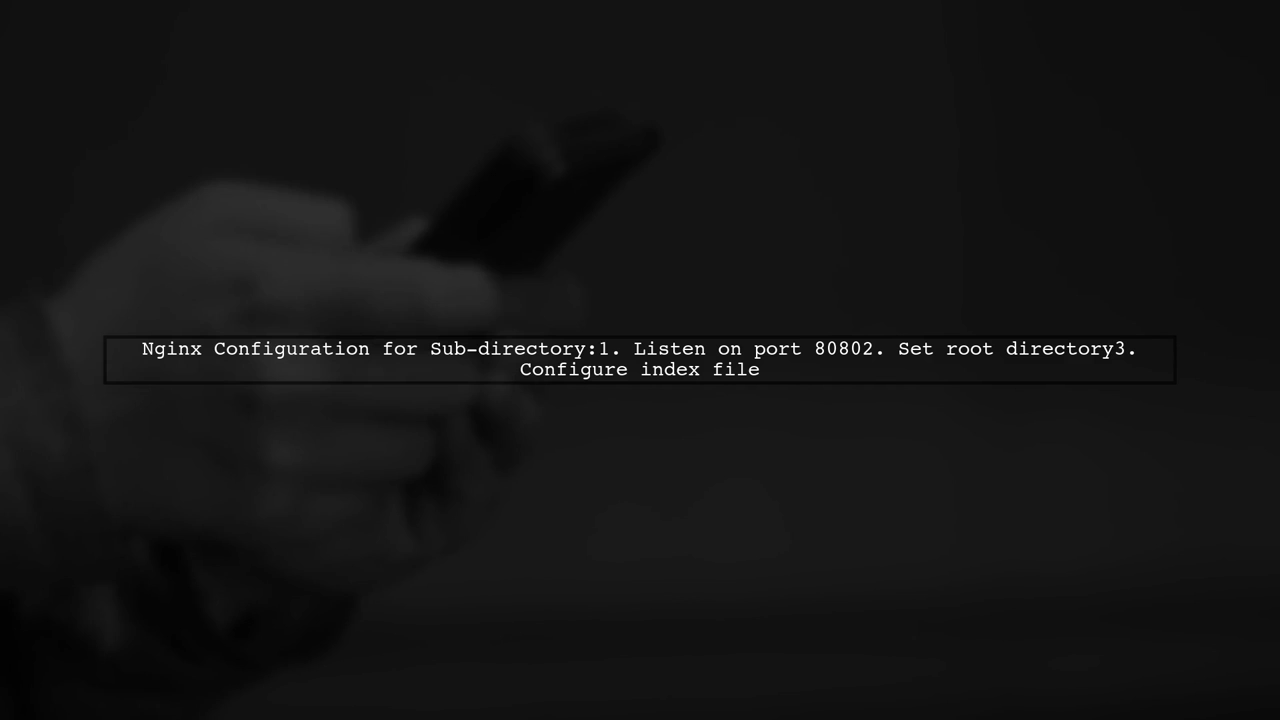 Nginx Configuration for Sub-directory:1. Listen on port 80802. Set root directory3.
Configure index file